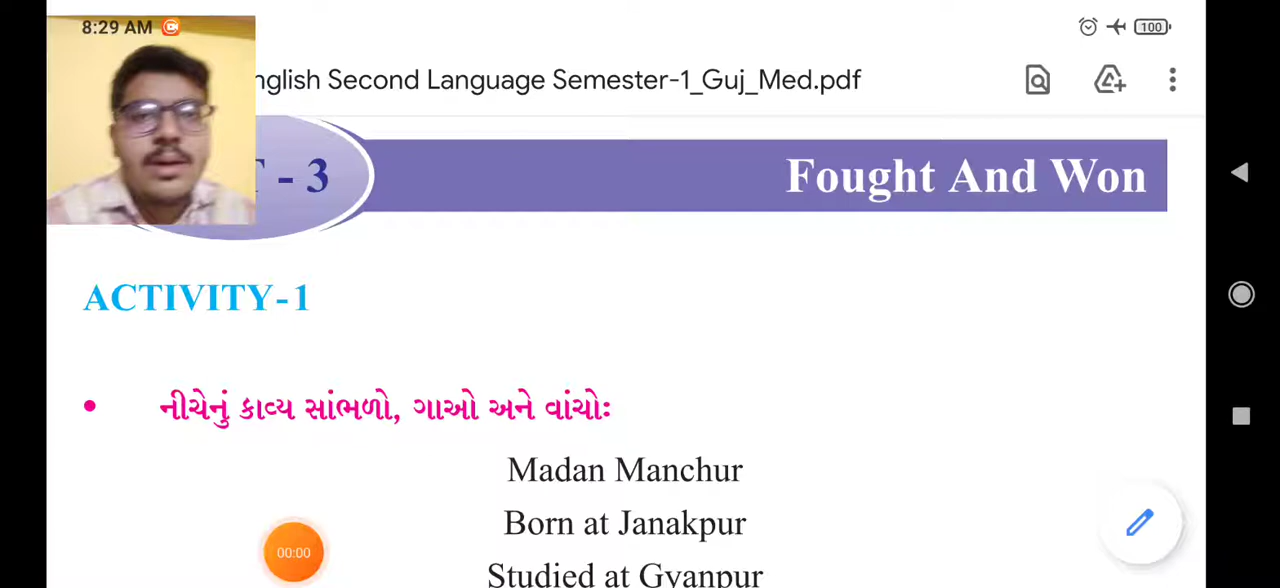 8:29 AM
100
nglish Second Language Semester-1_Guj_Med.pdf
- 3
Fought And Won
ACTIVITY-1
• નીચેનું કાવ્ય સાંભળો, ગાઓ અને વાંચોઃ
Madan Manchur
Born at Janakpur
Studied at Gyanpur
00:00